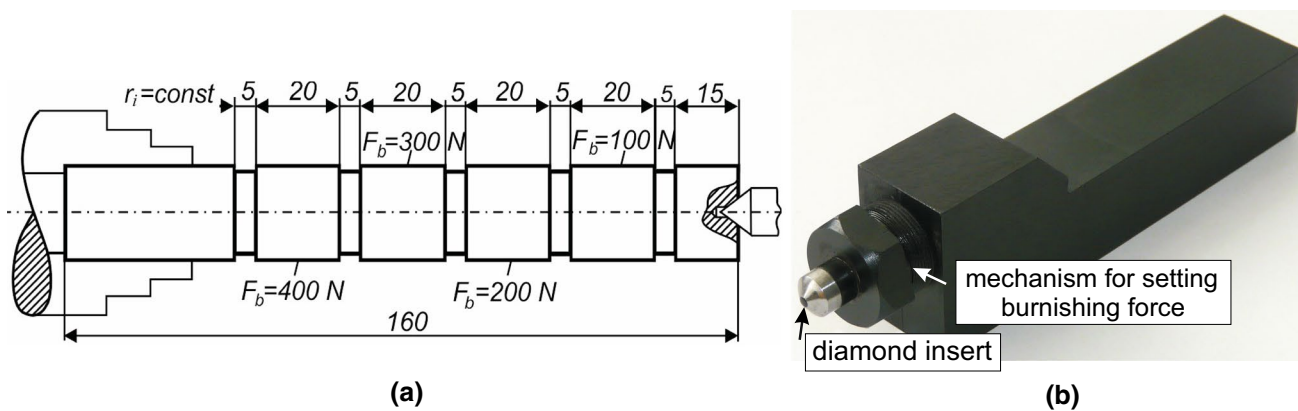 r_i=const
5
20
5
20
5
20
5
20
5
15
F_b=300 N
F_b=100 N
F_b=400 N
F_b=200 N
160
(a)
mechanism for setting
burnishing force
diamond insert
(b)